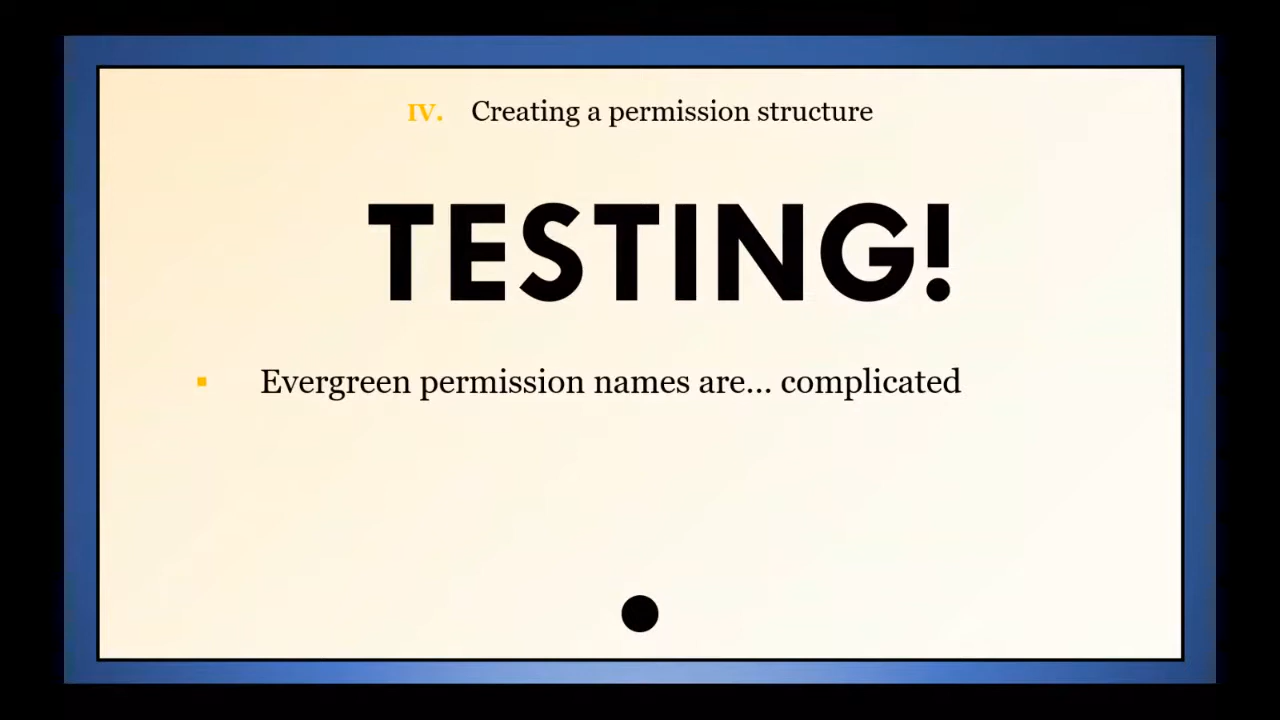 IV. Creating a permission structure
TESTING!
▪ Evergreen permission names are... complicated